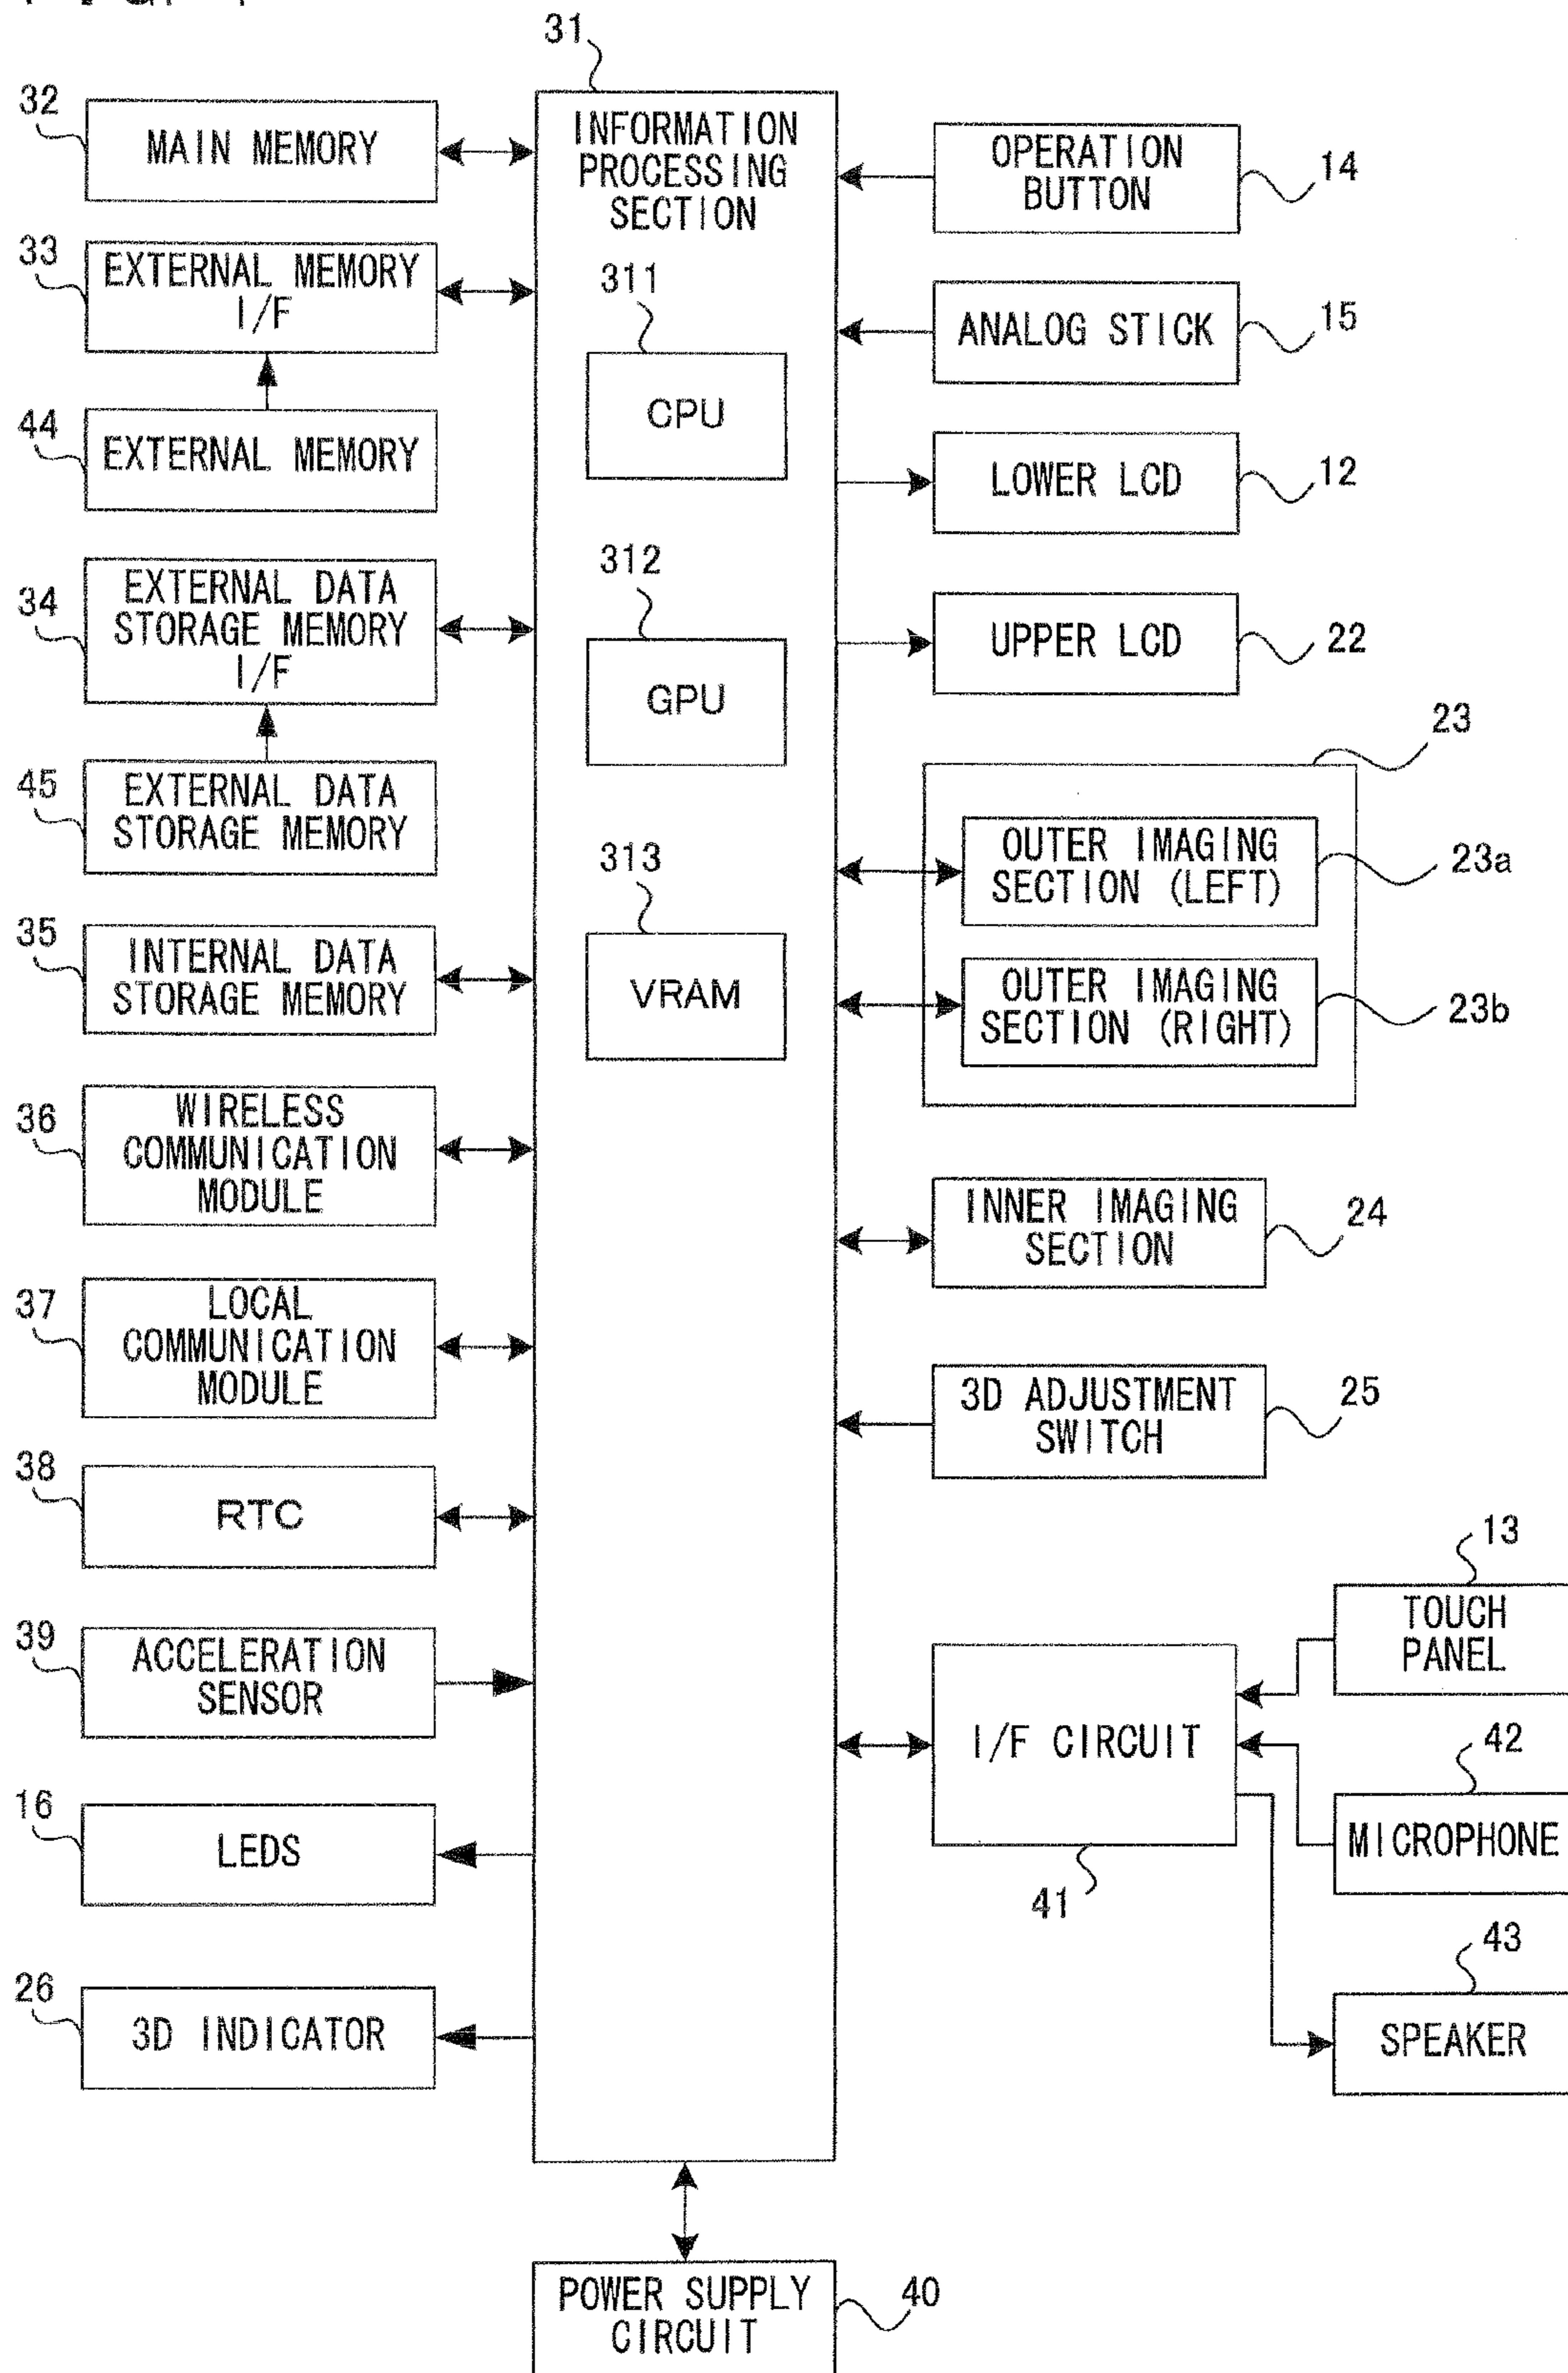 31
32
MAIN MEMORY
33
EXTERNAL MEMORY
I/F
44
EXTERNAL MEMORY
34
EXTERNAL DATA
STORAGE MEMORY
I/F
45
EXTERNAL DATA
STORAGE MEMORY
35
INTERNAL DATA
STORAGE MEMORY
36
WIRELESS
COMMUNICATION
MODULE
37
LOCAL
COMMUNICATION
MODULE
38
RTC
39
ACCELERATION
SENSOR
16
LEDS
26
3D INDICATOR
INFORMATION
PROCESSING
SECTION
311
CPU
312
GPU
313
VRAM
OPERATION
BUTTON
14
ANALOG STICK
15
LOWER LCD
12
UPPER LCD
22
23
OUTER IMAGING
SECTION (LEFT)
23a
OUTER IMAGING
SECTION (RIGHT)
23b
INNER IMAGING
SECTION
24
3D ADJUSTMENT
SWITCH
25
13
TOUCH
PANEL
I/F CIRCUIT
41
42
MICROPHONE
43
SPEAKER
POWER SUPPLY
CIRCUIT
40